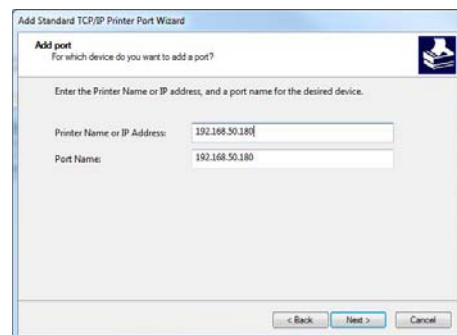 Add Standard TCP/IP Printer Port Wizard
Add port
For which device do you want to add a port?
Enter the Printer Name or IP address, and a port name for the desired device.
Printer Name or IP Address: 192.168.50.180
Port Name: 192.168.50.180
< Back Next > Cancel